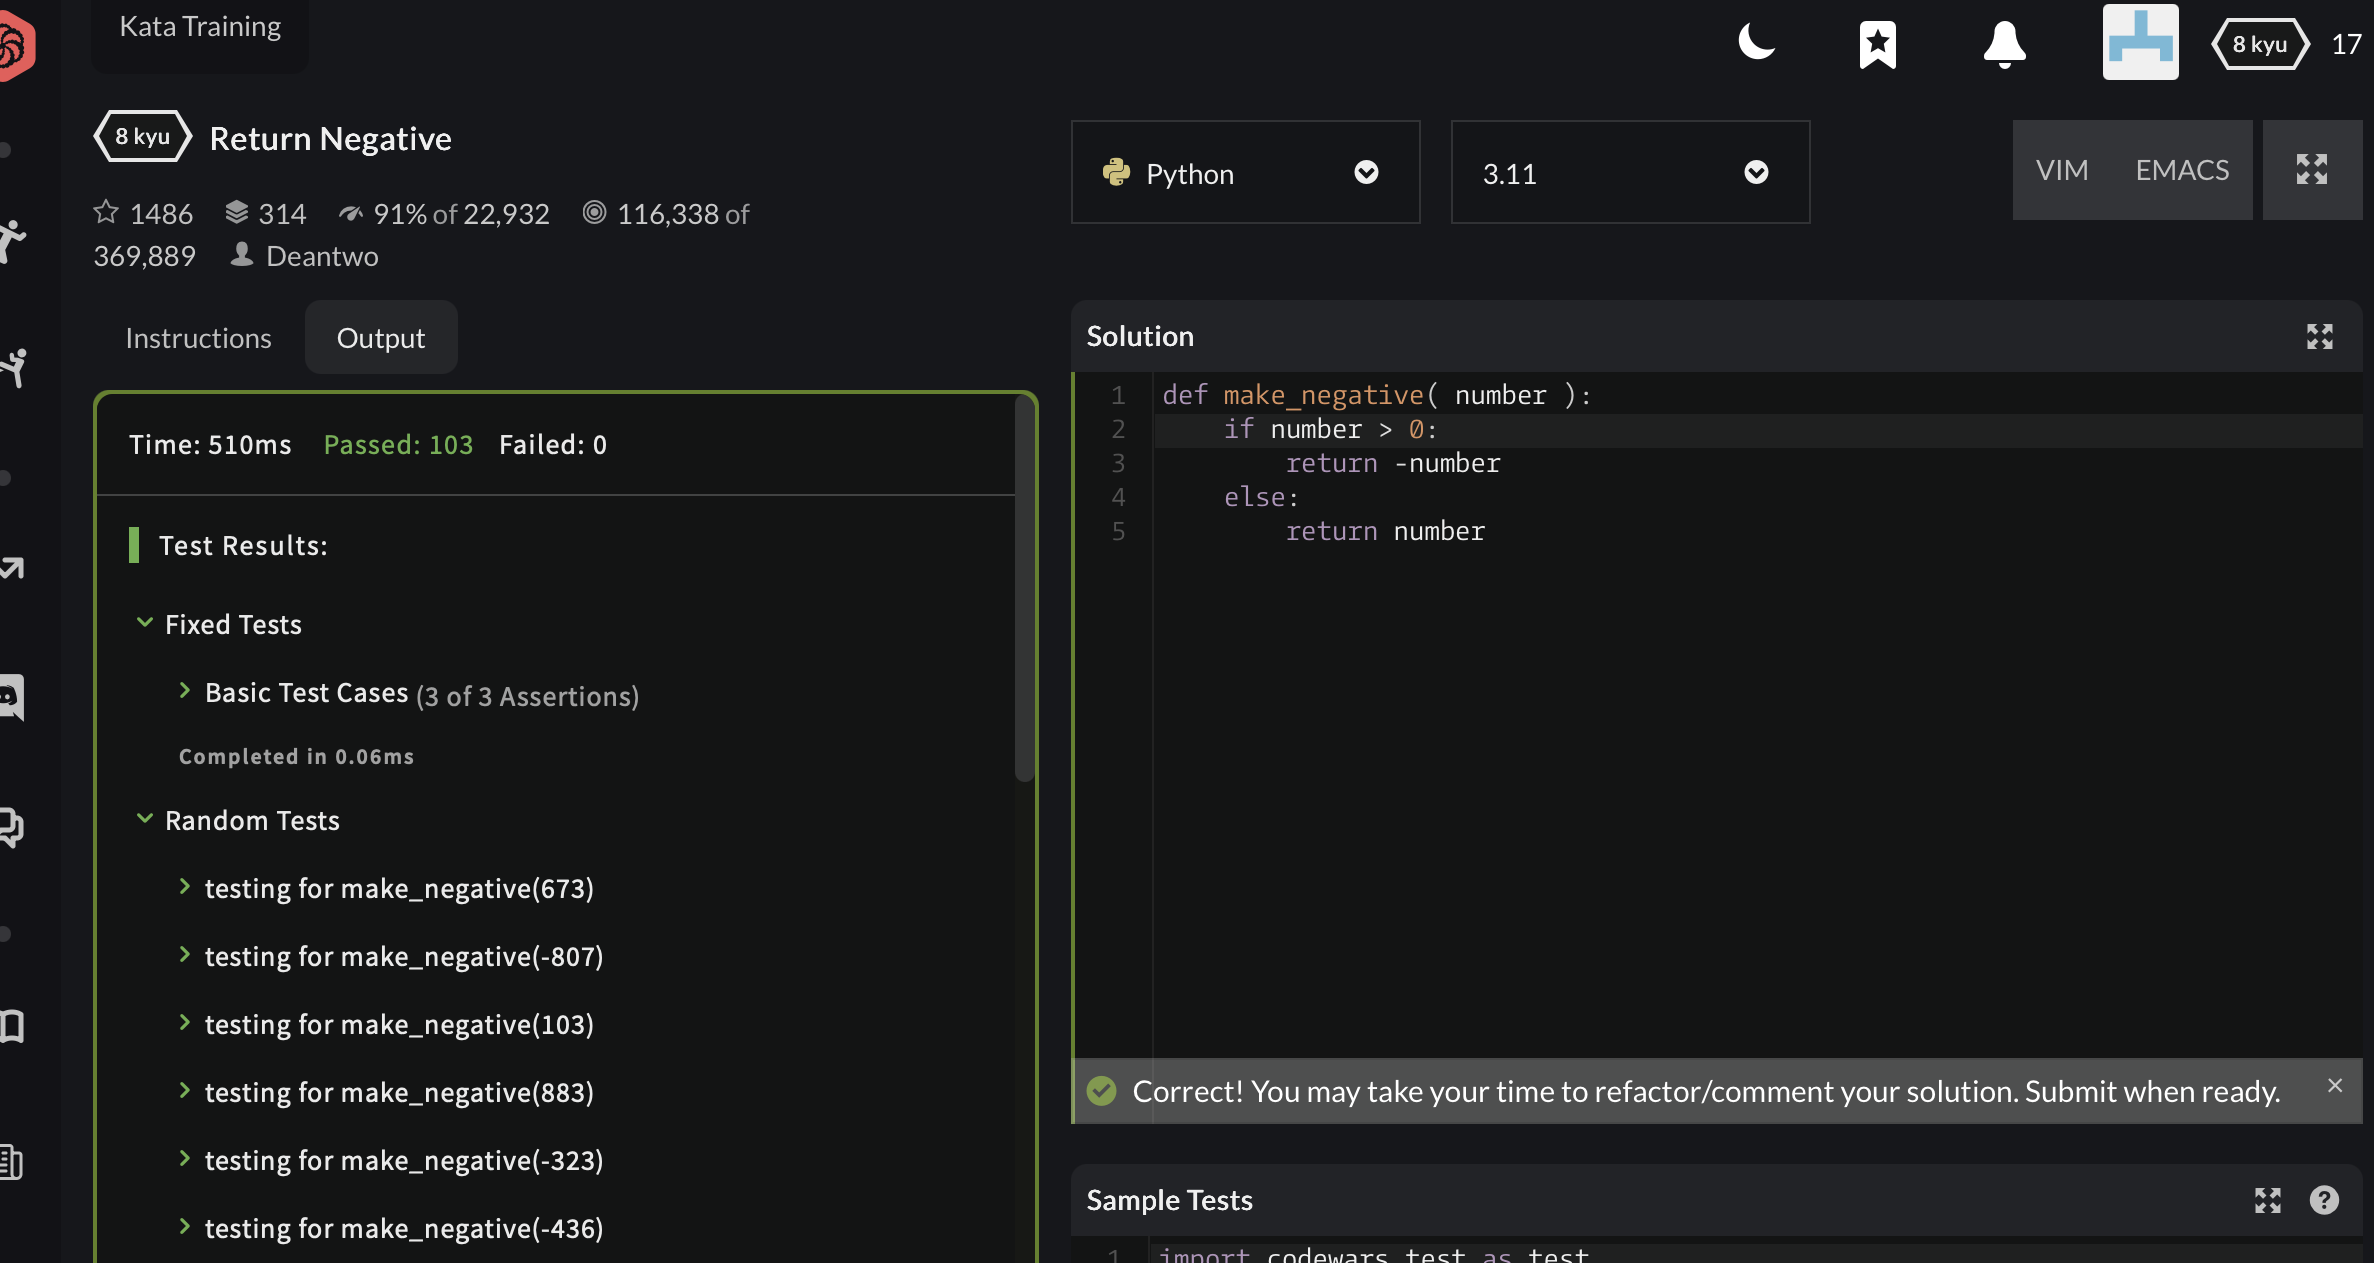 Kata Training
8 kyu
17
8 kyu
Return Negative
1486 314 91% of 22,932 116,338 of
369,889 Deantwo
Python
3.11
VIM
EMACS
Instructions
Output
Time: 510ms Passed: 103 Failed: 0
Test Results:
Fixed Tests
Basic Test Cases (3 of 3 Assertions)
Completed in 0.06ms
Random Tests
testing for make_negative(673)
testing for make_negative(-807)
testing for make_negative(103)
testing for make_negative(883)
testing for make_negative(-323)
testing for make_negative(-436)
Solution
1 def make_negative( number ):
2     if number > 0:
3         return -number
4     else:
5         return number
Correct! You may take your time to refactor/comment your solution. Submit when ready.
Sample Tests
1 import codewars_test as test